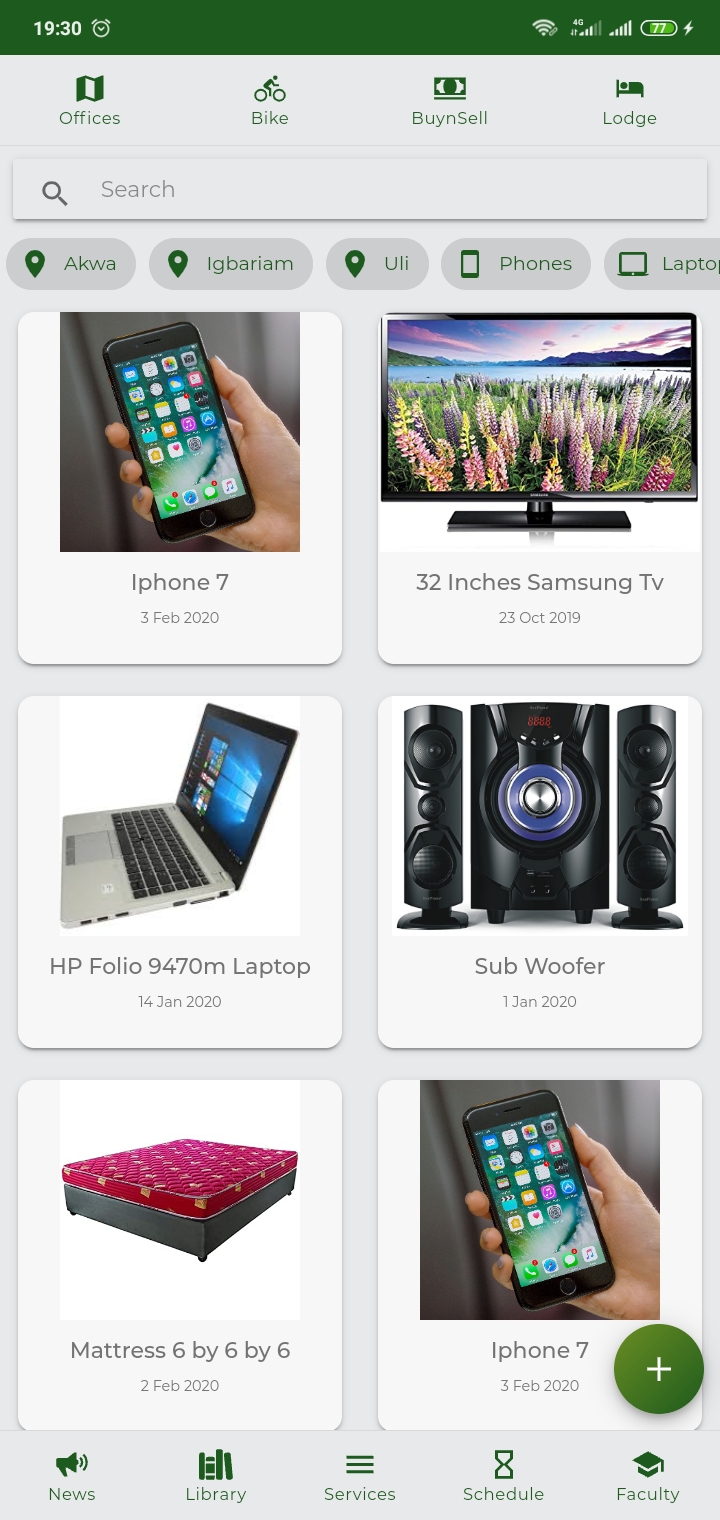 19:30 4G 77
Offices Bike BuynSell Lodge
Search
Akwa Igbariam Uli Phones Laptop
Iphone 7 32 Inches Samsung Tv
3 Feb 2020 23 Oct 2019
8888
HP Folio 9470m Laptop Sub Woofer
14 Jan 2020 1 Jan 2020
Mattress 6 by 6 by 6 Iphone 7
2 Feb 2020 3 Feb 2020
+
News Library Services Schedule Faculty